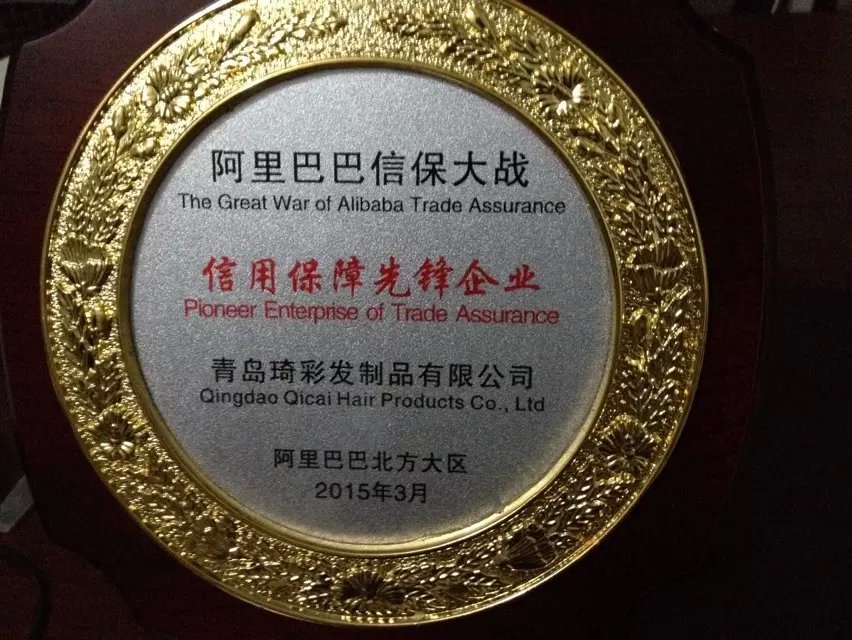 阿里巴巴信保大战
The Great War of Alibaba Trade Assurance
信用保障先锋企业
Pioneer Enterprise of Trade Assurance
青岛琦彩发制品有限公司
Qingdao Qicai Hair Products Co., Ltd
阿里巴巴北方大区
2015年3月